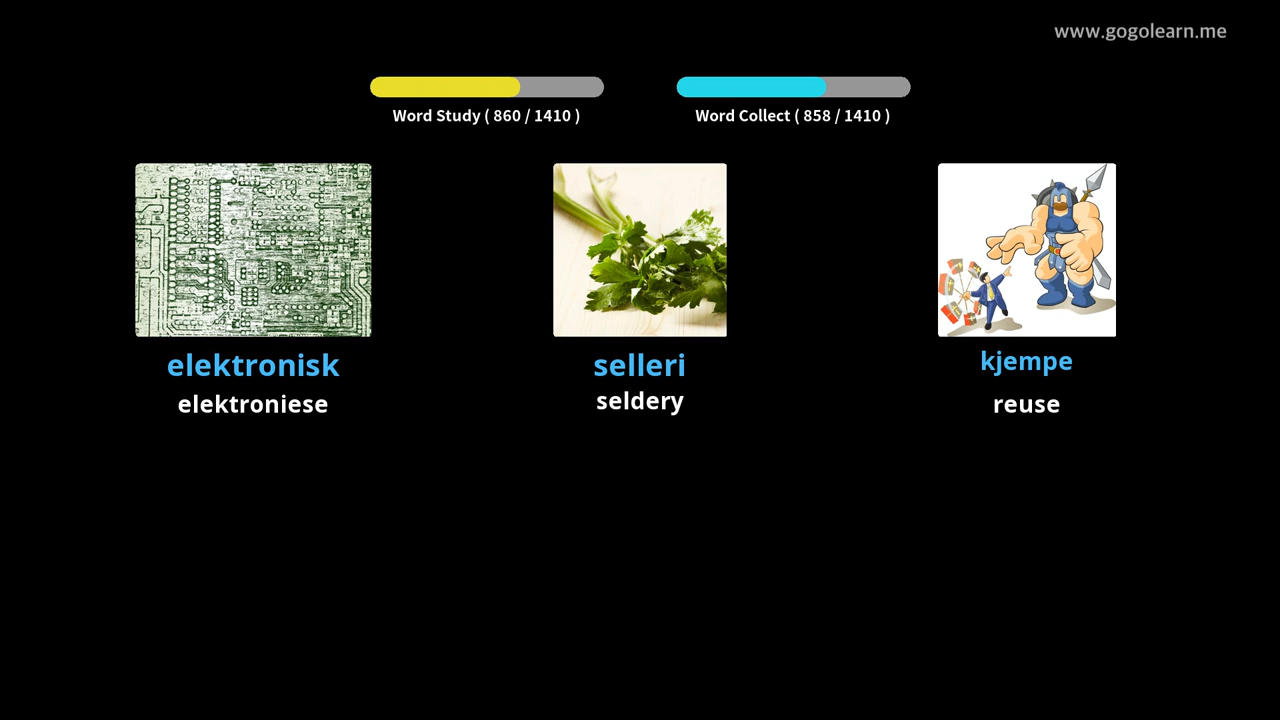 www.gogolearn.me
Word Study ( 860 / 1410 )
Word Collect ( 858 / 1410 )
elektronisk
selleri
kjempe
elektroniese
seldery
reuse